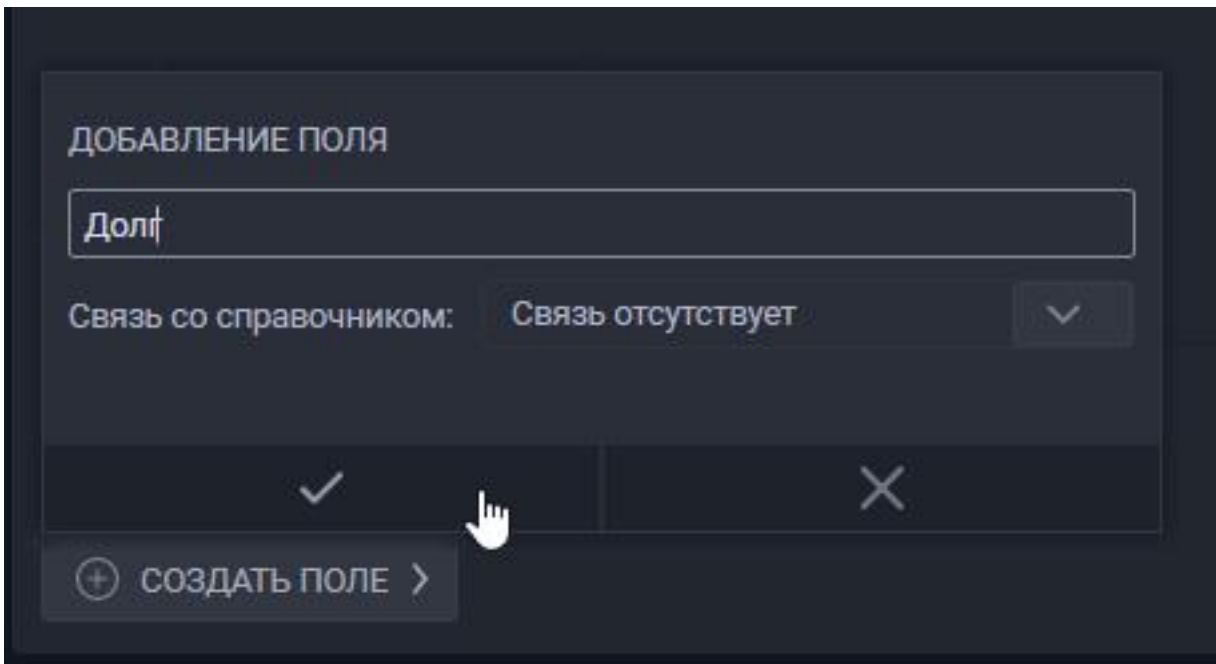 ДОБАВЛЕНИЕ ПОЛЯ
Долг
Связь со справочником: Связь отсутствует
СОЗДАТЬ ПОЛЕ